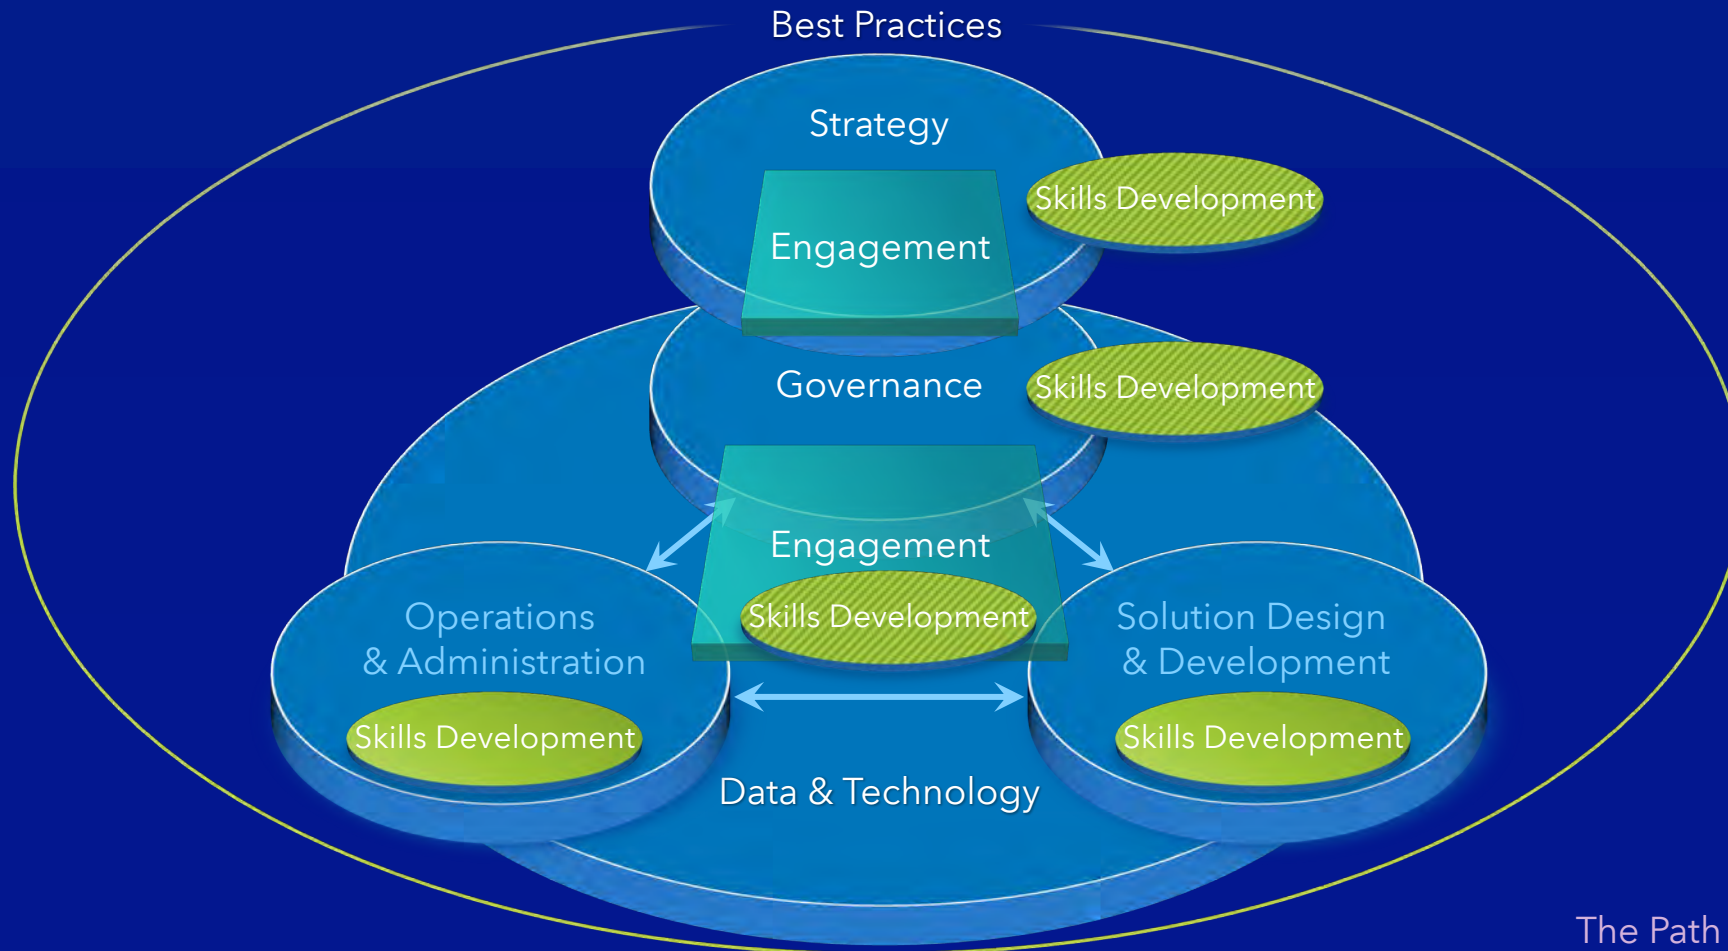 Best Practices
Strategy
Skills Development
Engagement
Governance
Skills Development
Engagement
Skills Development
Operations
& Administration
Skills Development
Solution Design
& Development
Skills Development
Data & Technology
The Path